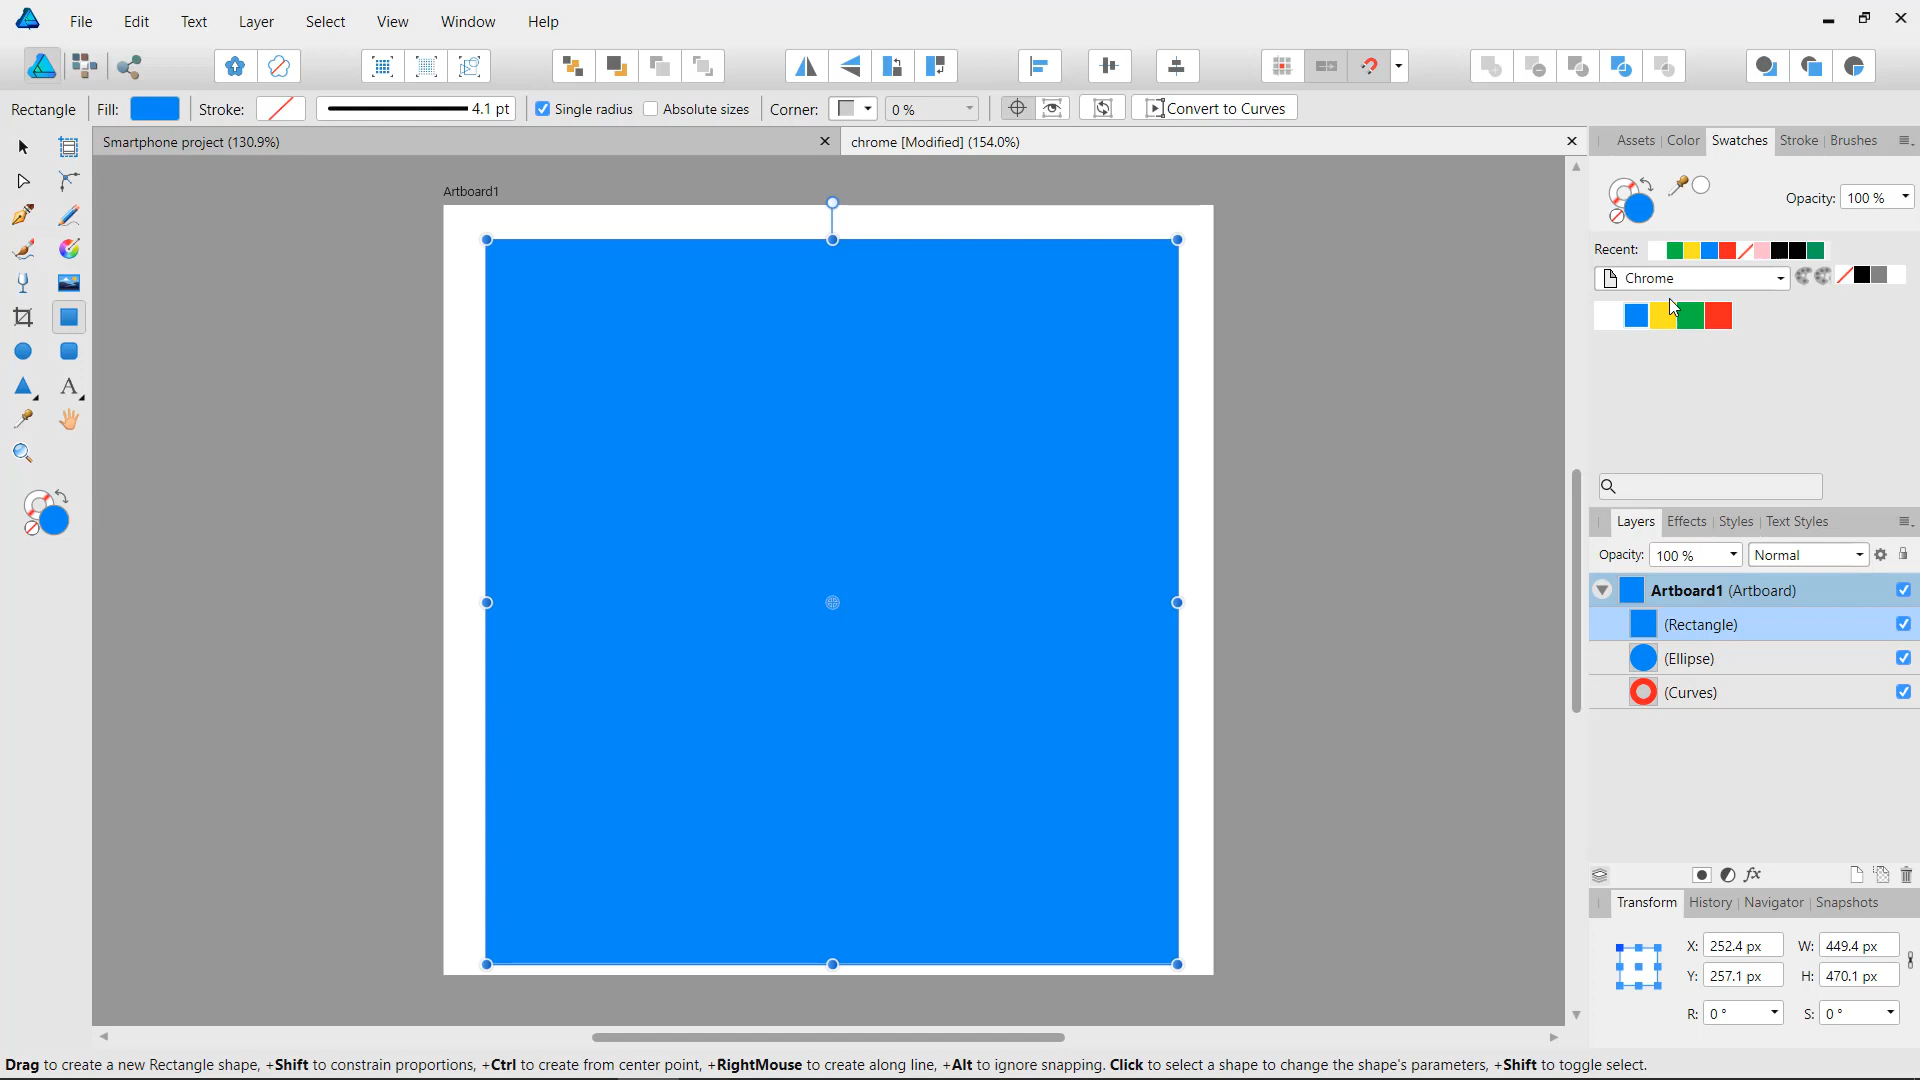 File Edit Text Layer Select View Window Help
Rectangle Fill: Stroke: 4.1 pt Single radius Absolute sizes Corner: 0 % Convert to Curves
Smartphone project (130.9%) chrome [Modified] (154.0%)
Assets Color Swatches Stroke Brushes
Artboard1
Opacity: 100 %
Recent:
Chrome
A
Layers Effects Styles Text Styles
Opacity: 100 % Normal
Artboard1 (Artboard)
(Rectangle)
(Ellipse)
(Curves)
fx
Transform History Navigator Snapshots
X: 252.4 px W: 449.4 px
Y: 257.1 px H: 470.1 px
R: 0 ° S: 0 °
Drag to create a new Rectangle shape, +Shift to constrain proportions, +Ctrl to create from center point, +RightMouse to create along line, +Alt to ignore snapping. Click to select a shape to change the shape's parameters, +Shift to toggle select.